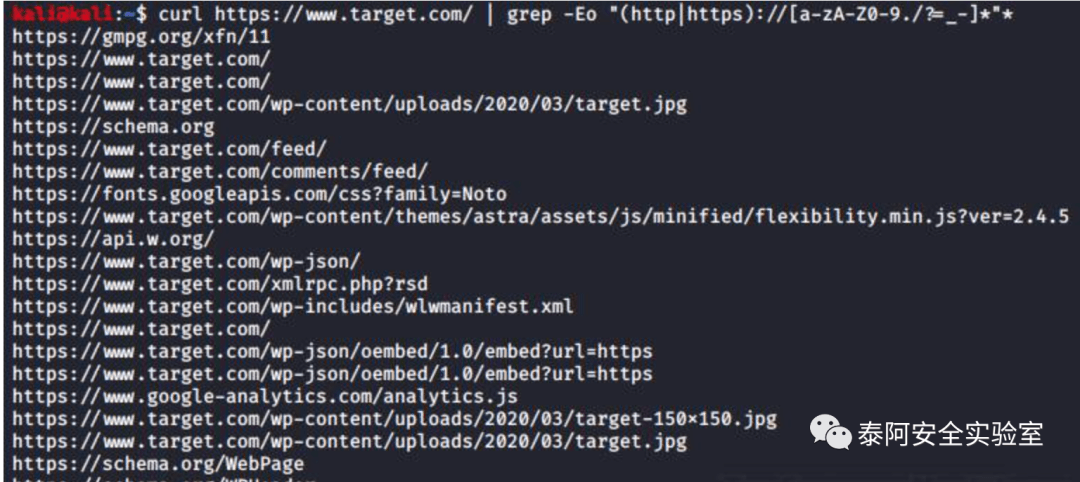 kali@kali:~$ curl https://www.target.com/ | grep -Eo "(http|https)://[a-zA-Z0-9./?=_-]*"*
https://gmpg.org/xfn/11
https://www.target.com/
https://www.target.com/
https://www.target.com/wp-content/uploads/2020/03/target.jpg
https://schema.org
https://www.target.com/feed/
https://www.target.com/comments/feed/
https://fonts.googleapis.com/css?family=Noto
https://www.target.com/wp-content/themes/astra/assets/js/minified/flexibility.min.js?ver=2.4.5
https://api.w.org/
https://www.target.com/wp-json/
https://www.target.com/xmlrpc.php?rsd
https://www.target.com/wp-includes/wlwmanifest.xml
https://www.target.com/
https://www.target.com/wp-json/oembed/1.0/embed?url=https
https://www.target.com/wp-json/oembed/1.0/embed?url=https
https://www.google-analytics.com/analytics.js
https://www.target.com/wp-content/uploads/2020/03/target-150×150.jpg
https://www.target.com/wp-content/uploads/2020/03/target.jpg
泰阿安全实验室
https://schema.org/WebPage